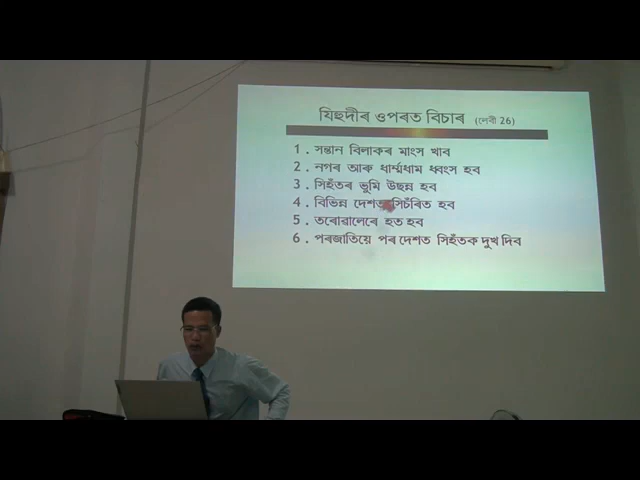 যিহুদীৰ ওপৰত বিচাৰ (লেবী 26)
1 . সন্তান বিলাকৰ মাংস খাব
2 . নগৰ আৰু ধাৰ্ম্মধাম ধ্বংস হব
3 . সিহঁতৰ ভূমি উছন্ন হব
4 . বিভিন্ন দেশত সিচঁৰিত হব
5 . তৰোৱালেৰে হত হব
6 . পৰজাতিয়ে পৰ দেশত সিহঁতক দুখ দিব